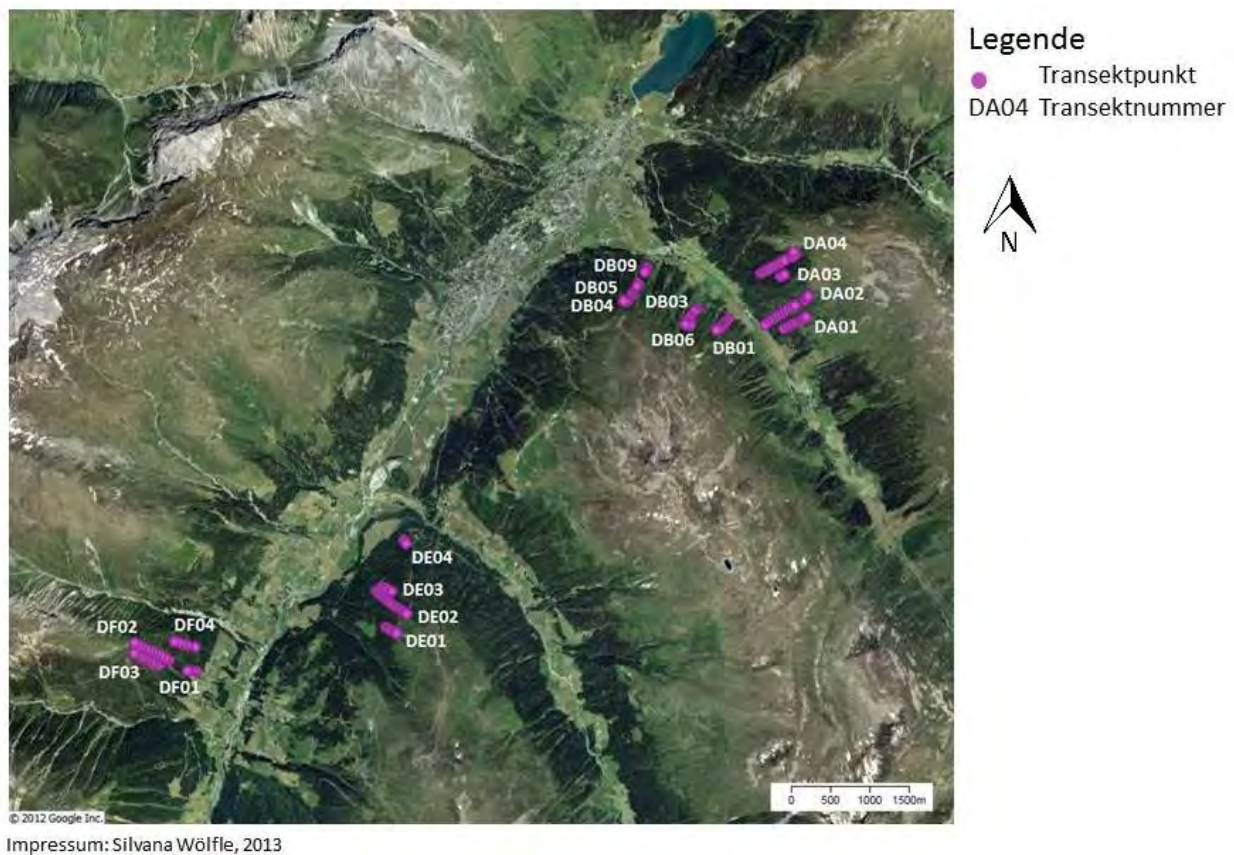 Legende
Transektpunkt
DA04 Transektnummer
N
DA04
DA03
DA02
DA01
DB09
DB05
DB04
DB03
DB06
DB01
DE04
DE03
DE02
DE01
DF02
DF04
DF03
DF01
0 500 1000 1500m
© 2012 Google Inc.
Impressum: Silvana Wölfle, 2013